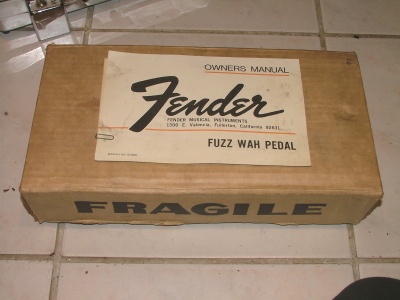 OWNERS MANUAL
Fender
FENDER MUSICAL INSTRUMENTS
1300 E. Valencia, Fullerton, California 92631
FUZZ WAH PEDAL
FRAGILE